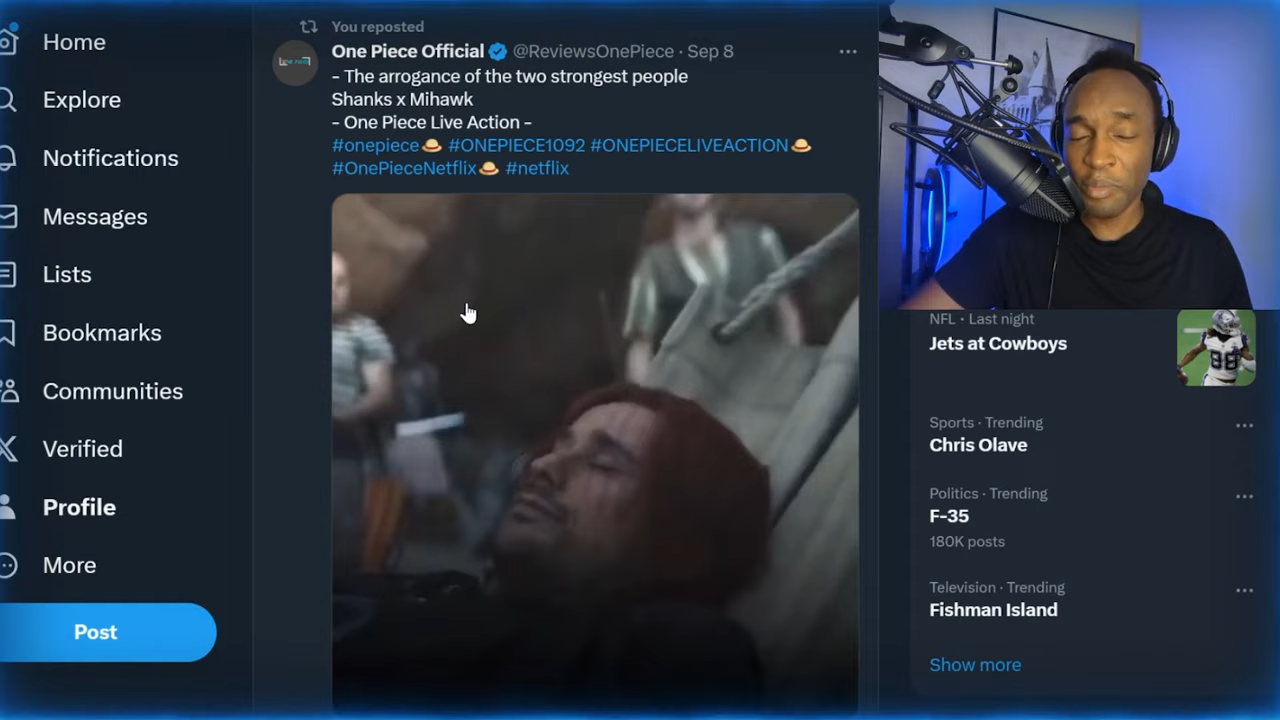 Home
Explore
Notifications
Messages
Lists
Bookmarks
Communities
Verified
Profile
More
Post
You reposted
One Piece Official @ReviewsOnePiece · Sep 8
- The arrogance of the two strongest people
Shanks x Mihawk
- One Piece Live Action -
#onepiece #ONEPIECE1092 #ONEPIECELIVEACTION
#OnePieceNetflix #netflix
NFL · Last night
Jets at Cowboys
Sports · Trending
Chris Olave
Politics · Trending
F-35
180K posts
Television · Trending
Fishman Island
Show more